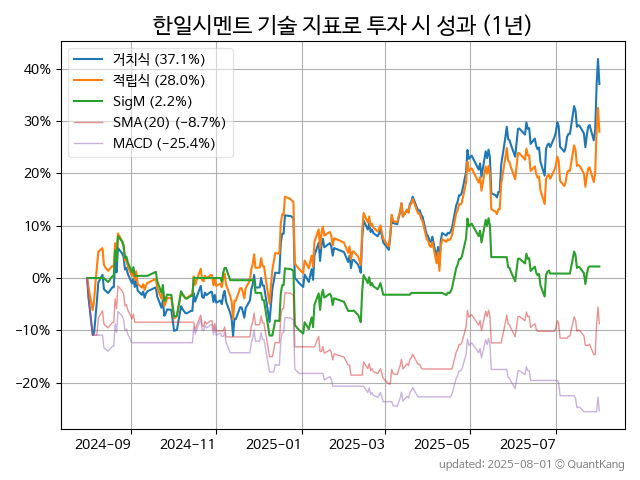 한일시멘트 기술 지표로 투자 시 성과 (1년)
거치식 (37.1%)
적립식 (28.0%)
SigM (2.2%)
SMA(20) (−8.7%)
MACD (−25.4%)
40%
30%
20%
10%
0%
−10%
−20%
2024-09
2024-11
2025-01
2025-03
2025-05
2025-07
updated: 2025-08-01 © QuantKang